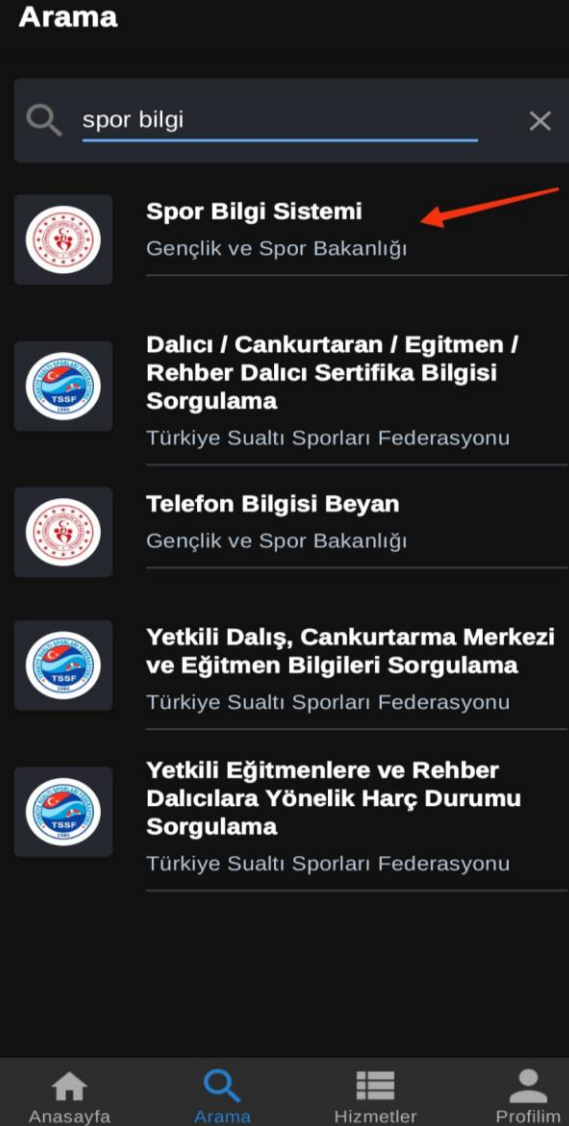 Arama
spor bilgi
Spor Bilgi Sistemi
Gençlik ve Spor Bakanlığı
Dalıcı / Cankurtaran / Egitmen /
Rehber Dalıcı Sertifika Bilgisi
Sorgulama
Türkiye Sualtı Sporları Federasyonu
TSSF
Telefon Bilgisi Beyan
Gençlik ve Spor Bakanlığı
Yetkili Dalış, Cankurtarma Merkezi
ve Eğitmen Bilgileri Sorgulama
Türkiye Sualtı Sporları Federasyonu
TSSF
Yetkili Eğitmenlere ve Rehber
Dalıcılara Yönelik Harç Durumu
Sorgulama
Türkiye Sualtı Sporları Federasyonu
TSSF
Anasayfa
Arama
Hizmetler
Profilim